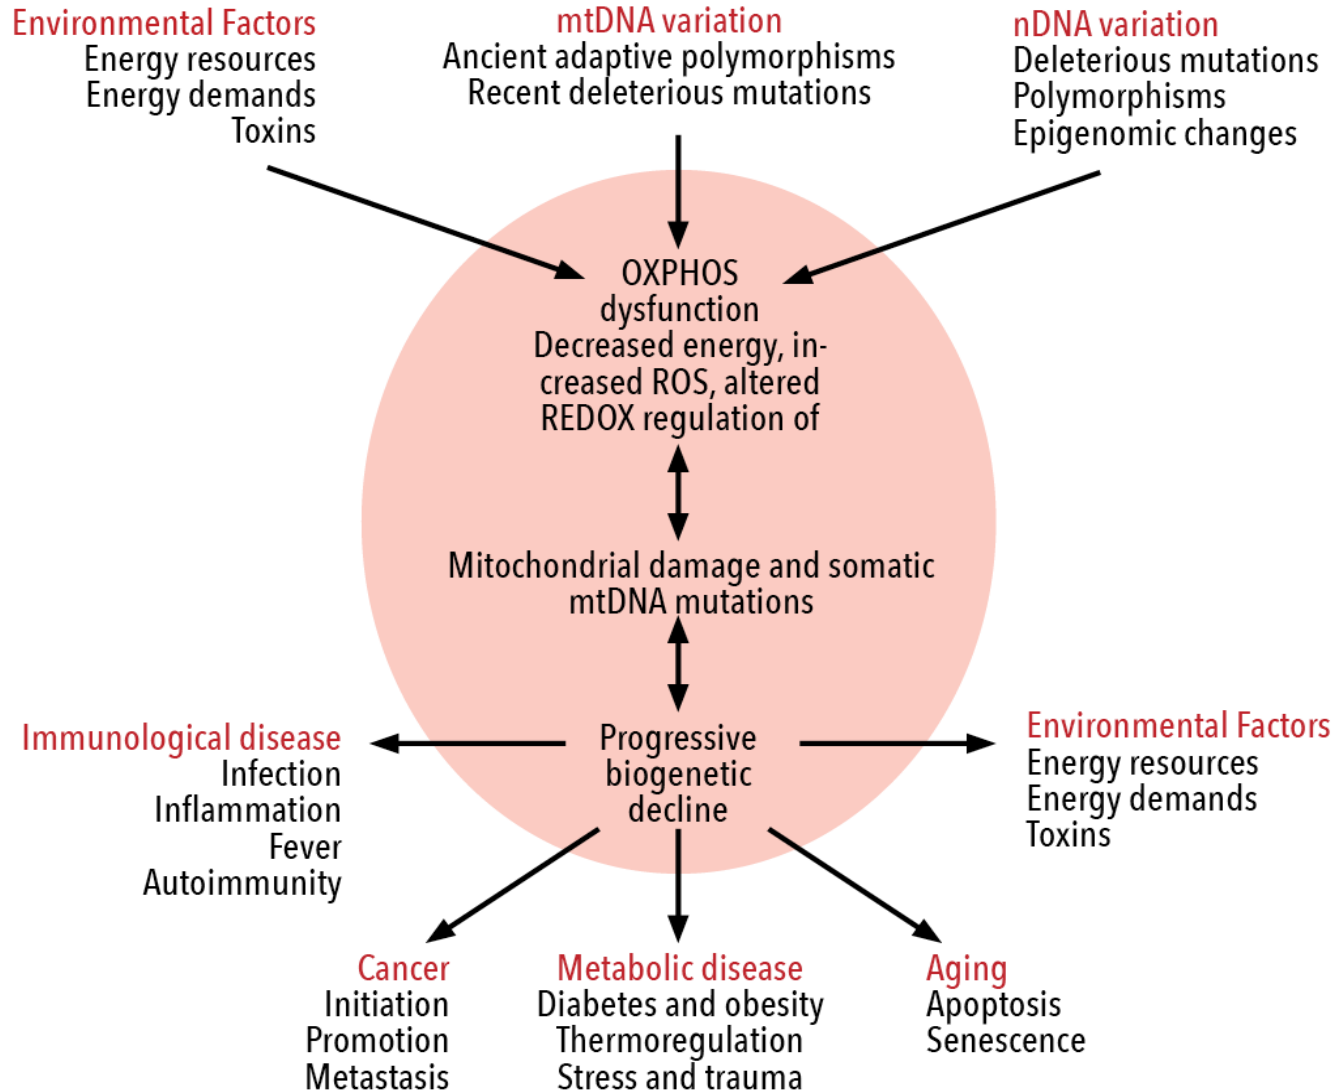 Environmental Factors
Energy resources
Energy demands
Toxins
mtDNA variation
Ancient adaptive polymorphisms
Recent deleterious mutations
nDNA variation
Deleterious mutations
Polymorphisms
Epigenomic changes
OXPHOS
dysfunction
Decreased energy, in-
creased ROS, altered
REDOX regulation of
Mitochondrial damage and somatic
mtDNA mutations
Progressive
biogenetic
decline
Immunological disease
Infection
Inflammation
Fever
Autoimmunity
Environmental Factors
Energy resources
Energy demands
Toxins
Cancer
Initiation
Promotion
Metastasis
Metabolic disease
Diabetes and obesity
Thermoregulation
Stress and trauma
Aging
Apoptosis
Senescence